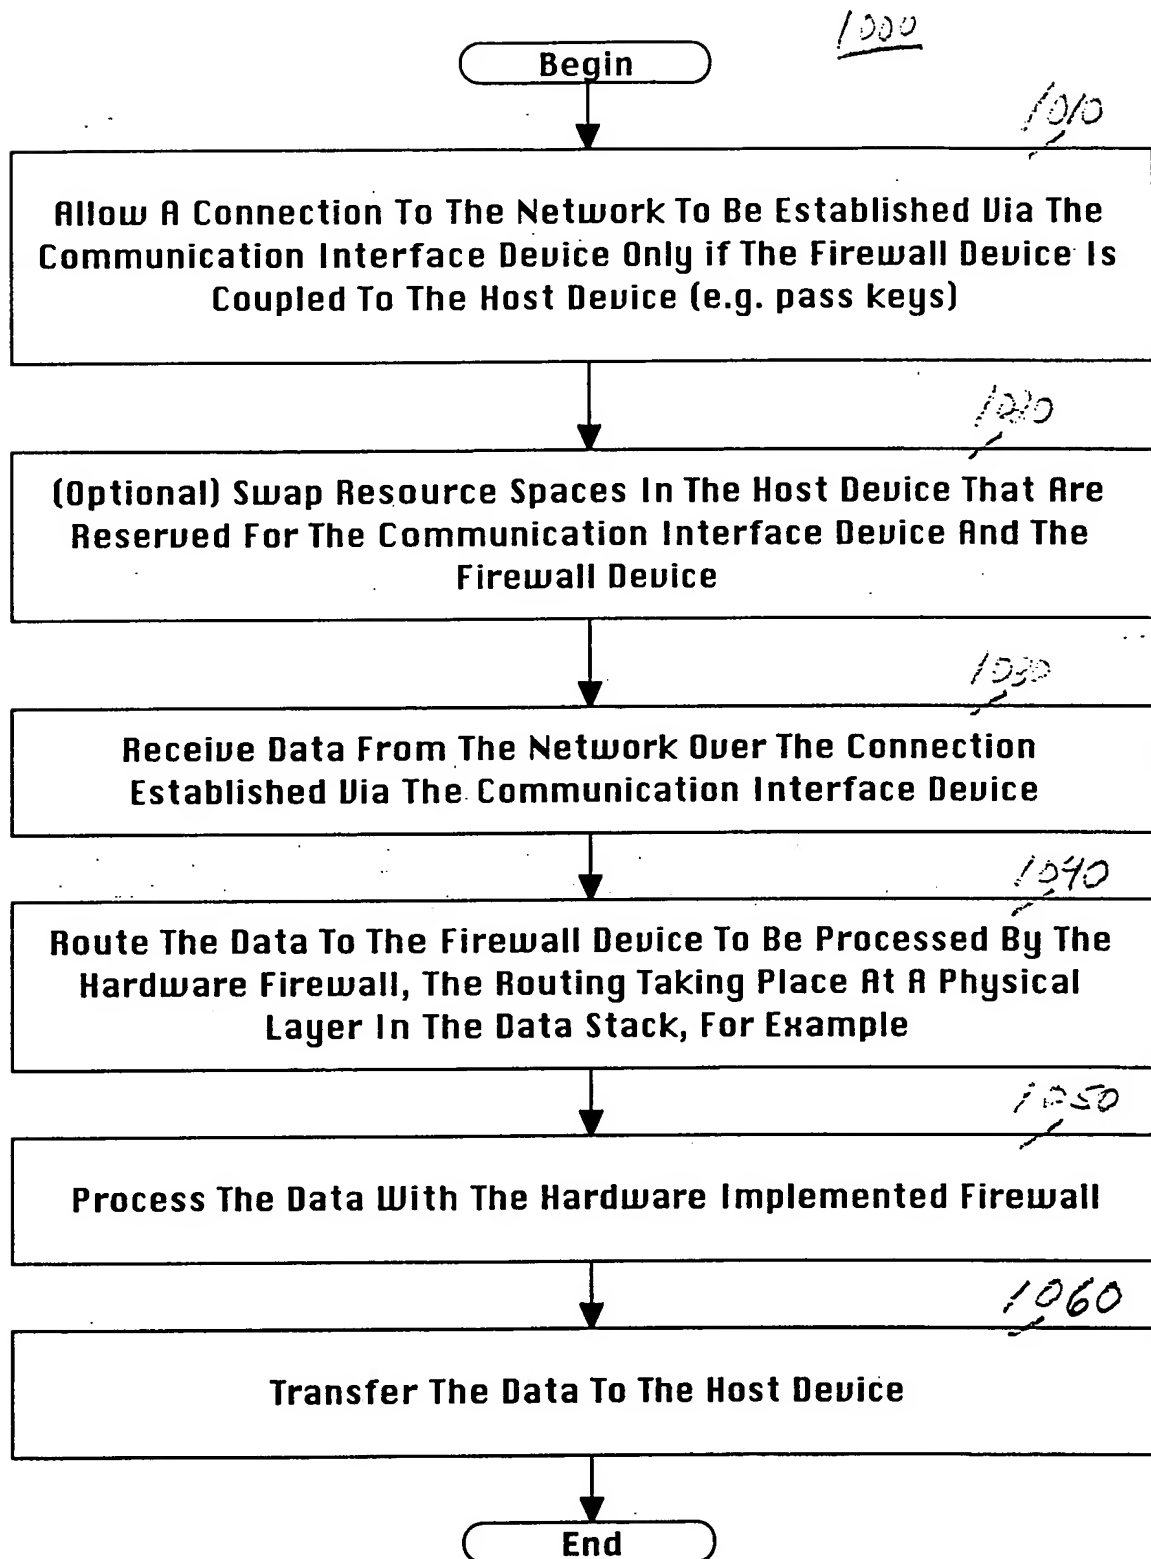 1000
Begin
1010
Allow A Connection To The Network To Be Established Via The
Communication Interface Device Only if The Firewall Device Is
Coupled To The Host Device (e.g. pass keys)
1020
(Optional) Swap Resource Spaces In The Host Device That Are
Reserved For The Communication Interface Device And The
Firewall Device
1030
Receive Data From The Network Over The Connection
Established Via The Communication Interface Device
1040
Route The Data To The Firewall Device To Be Processed By The
Hardware Firewall, The Routing Taking Place At A Physical
Layer In The Data Stack, For Example
1050
Process The Data With The Hardware Implemented Firewall
1060
Transfer The Data To The Host Device
End